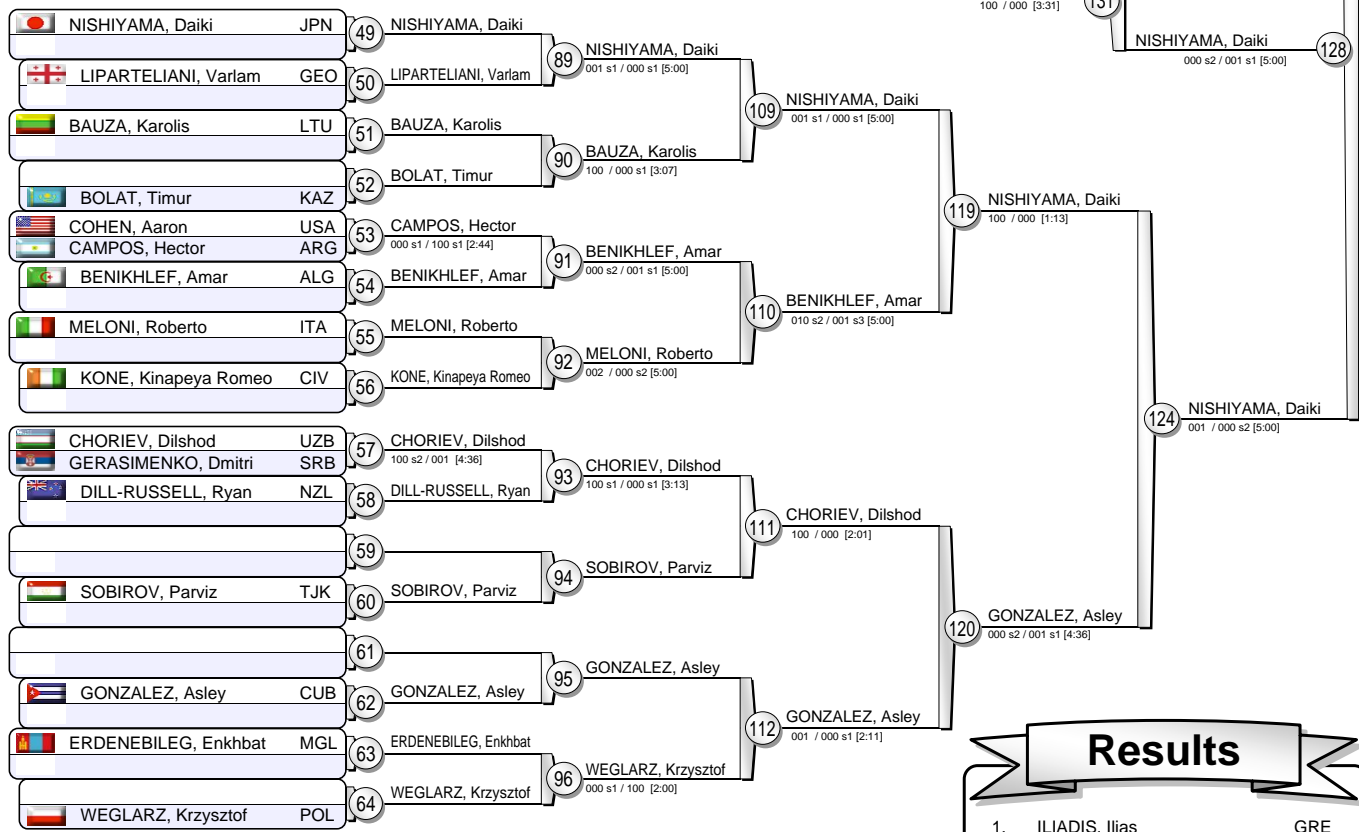 100 / 000 [3:31]
131
NISHIYAMA, Daiki
000 s2 / 001 s1 [5:00]
128
NISHIYAMA, Daiki JPN
49
NISHIYAMA, Daiki
89
NISHIYAMA, Daiki
001 s1 / 000 s1 [5:00]
LIPARTELIANI, Varlam GEO
50
LIPARTELIANI, Varlam
109
NISHIYAMA, Daiki
001 s1 / 000 s1 [5:00]
BAUZA, Karolis LTU
51
BAUZA, Karolis
90
BAUZA, Karolis
100 / 000 s1 [3:07]
BOLAT, Timur KAZ
52
BOLAT, Timur
119
NISHIYAMA, Daiki
100 / 000 [1:13]
COHEN, Aaron USA
CAMPOS, Hector ARG
53
CAMPOS, Hector
000 s1 / 100 s1 [2:44]
91
BENIKHLEF, Amar
000 s2 / 001 s1 [5:00]
BENIKHLEF, Amar ALG
54
BENIKHLEF, Amar
110
BENIKHLEF, Amar
010 s2 / 001 s3 [5:00]
MELONI, Roberto ITA
55
MELONI, Roberto
92
MELONI, Roberto
002 / 000 s2 [5:00]
KONE, Kinapeya Romeo CIV
56
KONE, Kinapeya Romeo
124
NISHIYAMA, Daiki
001 / 000 s2 [5:00]
CHORIEV, Dilshod UZB
GERASIMENKO, Dmitri SRB
57
CHORIEV, Dilshod
100 s2 / 001 [4:36]
93
CHORIEV, Dilshod
100 s1 / 000 s1 [3:13]
DILL-RUSSELL, Ryan NZL
58
DILL-RUSSELL, Ryan
111
CHORIEV, Dilshod
100 / 000 [2:01]
59
94
SOBIROV, Parviz
SOBIROV, Parviz TJK
60
SOBIROV, Parviz
120
GONZALEZ, Asley
000 s2 / 001 s1 [4:36]
61
95
GONZALEZ, Asley
GONZALEZ, Asley CUB
62
GONZALEZ, Asley
112
GONZALEZ, Asley
001 / 000 s1 [2:11]
ERDENEBILEG, Enkhbat MGL
63
ERDENEBILEG, Enkhbat
96
WEGLARZ, Krzysztof
000 s1 / 100 [2:00]
WEGLARZ, Krzysztof POL
64
WEGLARZ, Krzysztof
Results
1. ILIADIS, Ilias GRE